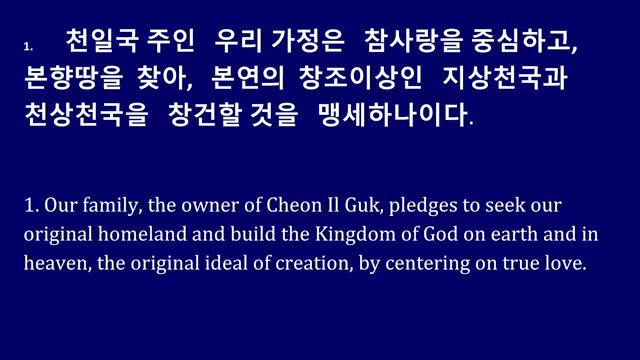 1. 천일국 주인 우리 가정은 참사랑을 중심하고,
본향땅을 찾아, 본연의 창조이상인 지상천국과
천상천국을 창건할 것을 맹세하나이다.
1. Our family, the owner of Cheon Il Guk, pledges to seek our
original homeland and build the Kingdom of God on earth and in
heaven, the original ideal of creation, by centering on true love.